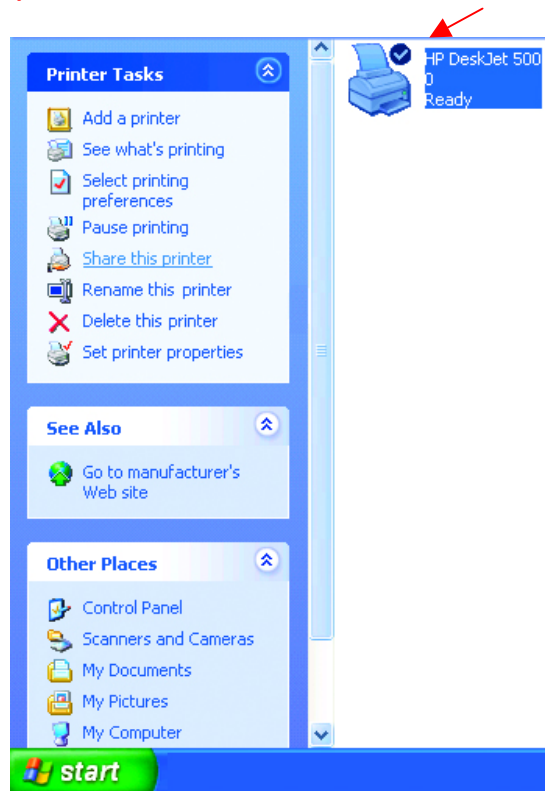 Printer Tasks
Add a printer
See what's printing
Select printing
preferences
Pause printing
Share this printer
Rename this printer
Delete this printer
Set printer properties
See Also
Go to manufacturer's
Web site
Other Places
Control Panel
Scanners and Cameras
My Documents
My Pictures
My Computer
HP DeskJet 500
0
Ready
start